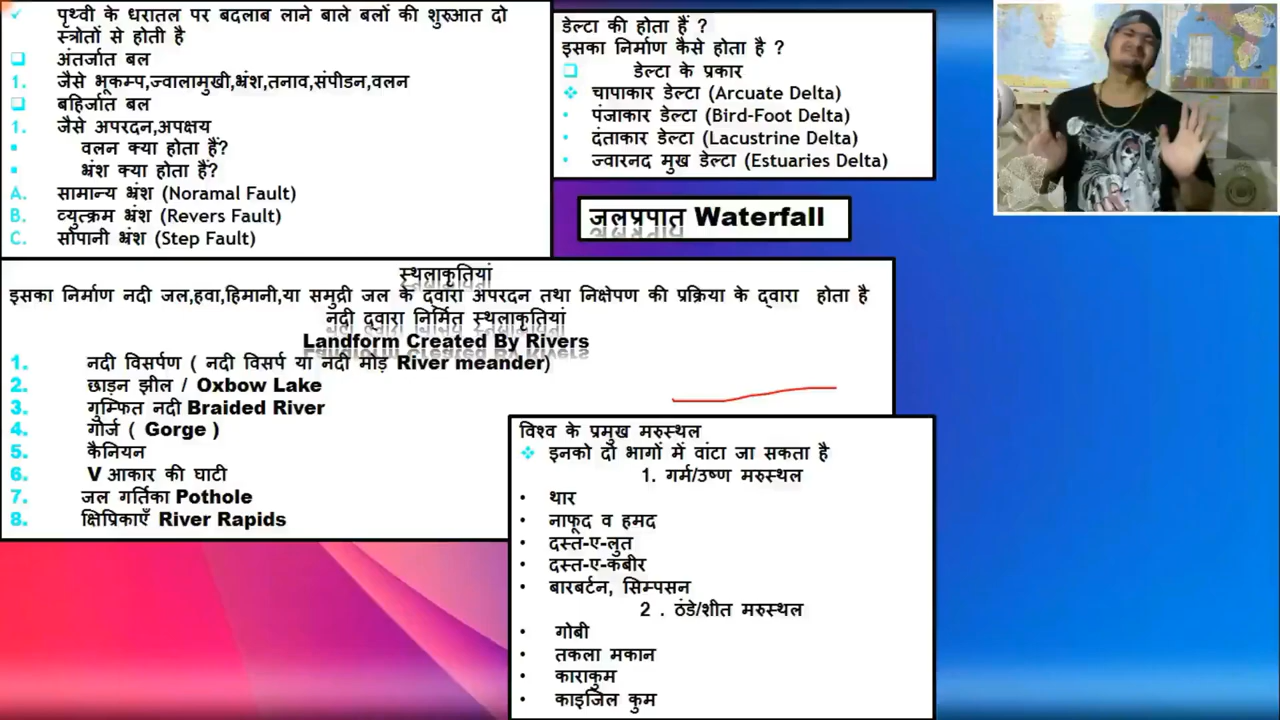 पृथ्वी के धरातल पर बदलाब लाने बाले बलों की शुरुआत दो
स्त्रोतों से होती है
अंतर्जात बल
1. जैसे भूकम्प,ज्वालामुखी,भ्रंश,तनाव,संपीडन,वलन
बहिर्जात बल
1. जैसे अपरदन,अपक्षय
वलन क्या होता हैं?
भ्रंश क्या होता हैं?
A. सामान्य भ्रंश (Noramal Fault)
B. व्युत्क्रम भ्रंश (Revers Fault)
C. सोपानी भ्रंश (Step Fault)
डेल्टा की होता हैं ?
इसका निर्माण कैसे होता है ?
डेल्टा के प्रकार
चापाकार डेल्टा (Arcuate Delta)
पंजाकार डेल्टा (Bird-Foot Delta)
दंताकार डेल्टा (Lacustrine Delta)
ज्वारनद मुख डेल्टा (Estuaries Delta)
जलप्रपात Waterfall
स्थलाकृतियां
इसका निर्माण नदी जल,हवा,हिमानी,या समुद्री जल के द्वारा अपरदन तथा निक्षेपण की प्रक्रिया के द्वारा होता है
नदी द्वारा निर्मित स्थलाकृतियां
Landform Created By Rivers
1. नदी विसर्पण ( नदी विसर्प या नदी मोड़ River meander)
2. छाड़न झील / Oxbow Lake
3. गुम्फित नदी Braided River
4. गोर्ज ( Gorge )
5. कैनियन
6. V आकार की घाटी
7. जल गर्तिका Pothole
8. क्षिप्रिकाएँ River Rapids
विश्व के प्रमुख मरुस्थल
इनको दो भागों में वांटा जा सकता है
1. गर्म/उष्ण मरुस्थल
थार
नाफूद व हमद
दस्त-ए-लुत
दस्त-ए-कबीर
बारबर्टन, सिम्पसन
2 . ठंडे/शीत मरुस्थल
गोबी
तकला मकान
काराकुम
काइजिल कुम